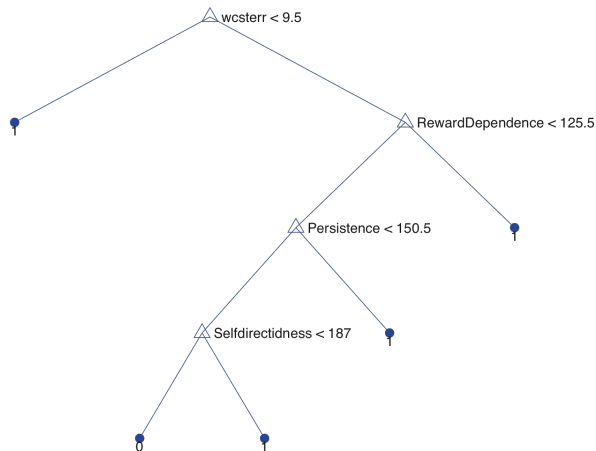 wcsterr < 9.5
1
RewardDependence < 125.5
Persistence < 150.5
1
Selfdirectidness < 187
1
0
1